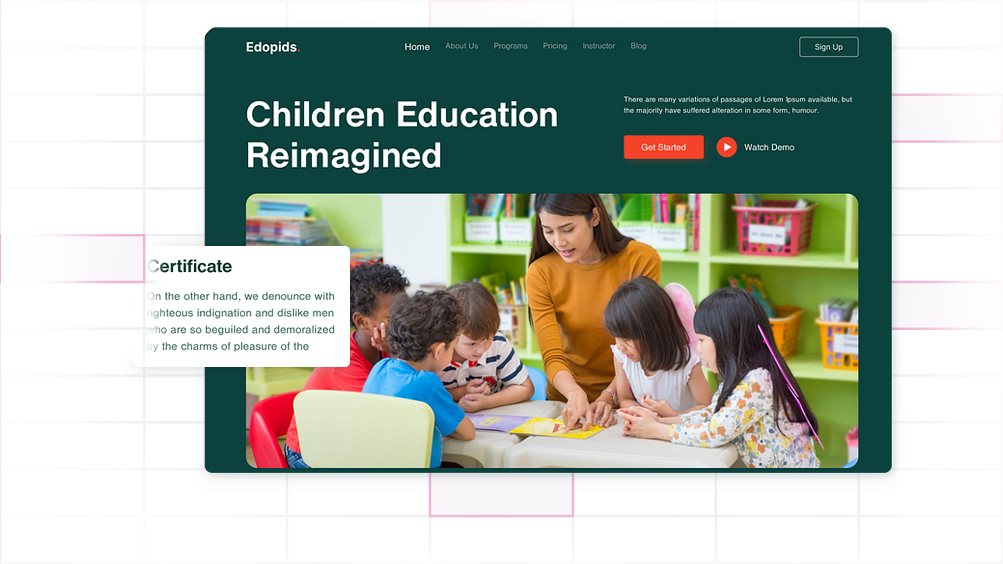 Edopids.
Home About Us Programs Pricing Instructor Blog
Sign Up
Children Education
Reimagined
There are many variations of passages of Lorem Ipsum available, but
the majority have suffered alteration in some form, humour.
Get Started
Watch Demo
Certificate
On the other hand, we denounce with
righteous indignation and dislike men
who are so beguiled and demoralized
by the charms of pleasure of the